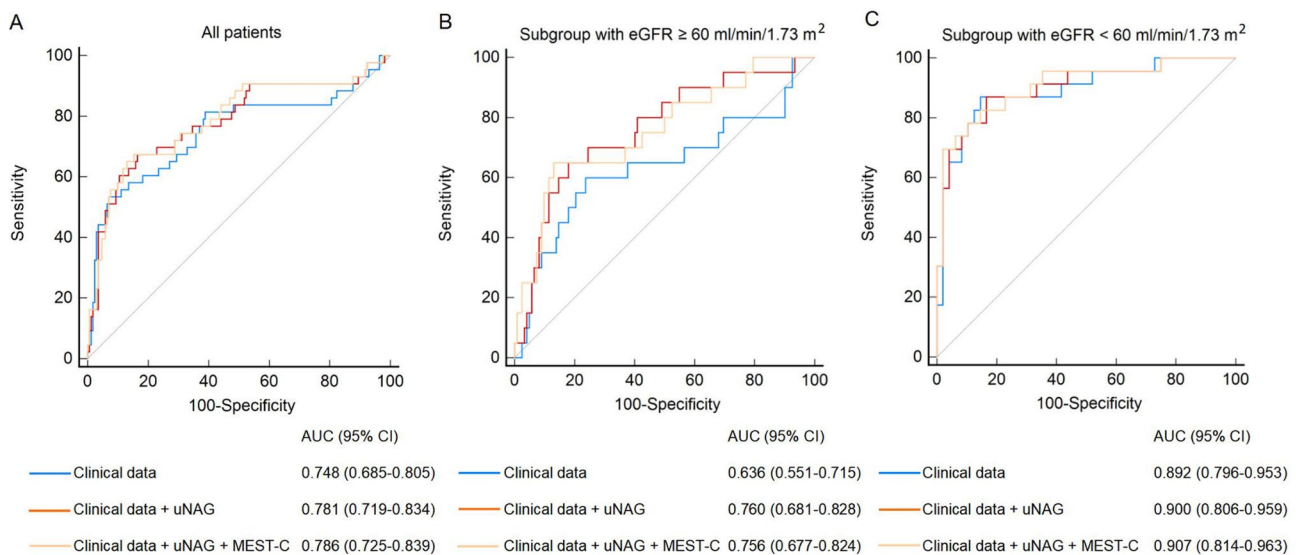 A
All patients
100
80
60
40
20
0
Sensitivity
0 20 40 60 80 100
100-Specificity
AUC (95% CI)
Clinical data 0.748 (0.685-0.805)
Clinical data + uNAG 0.781 (0.719-0.834)
Clinical data + uNAG + MEST-C 0.786 (0.725-0.839)
B
Subgroup with eGFR ≥ 60 ml/min/1.73 m²
100
80
60
40
20
0
Sensitivity
0 20 40 60 80 100
100-Specificity
AUC (95% CI)
Clinical data 0.636 (0.551-0.715)
Clinical data + uNAG 0.760 (0.681-0.828)
Clinical data + uNAG + MEST-C 0.756 (0.677-0.824)
C
Subgroup with eGFR < 60 ml/min/1.73 m²
100
80
60
40
20
0
Sensitivity
0 20 40 60 80 100
100-Specificity
AUC (95% CI)
Clinical data 0.892 (0.796-0.953)
Clinical data + uNAG 0.900 (0.806-0.959)
Clinical data + uNAG + MEST-C 0.907 (0.814-0.963)